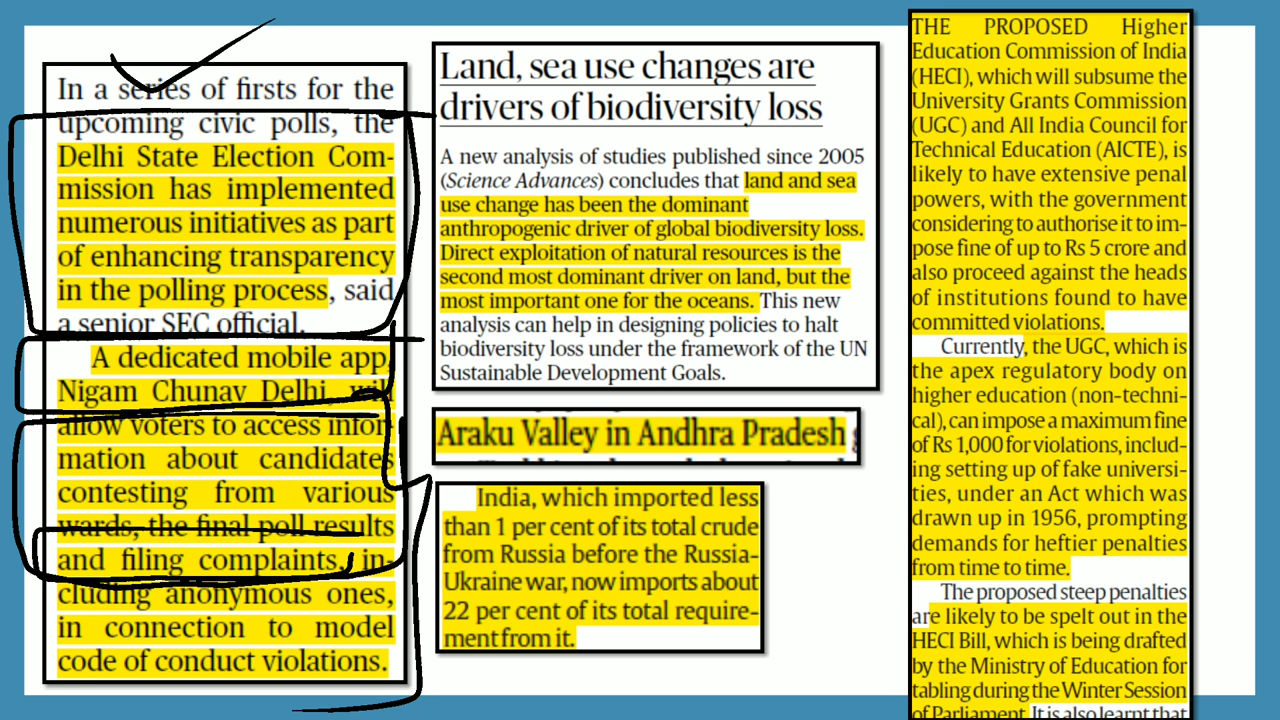 In a series of firsts for the
upcoming civic polls, the
Delhi State Election Com-
mission has implemented
numerous initiatives as part
of enhancing transparency
in the polling process, said
a senior SEC official.
A dedicated mobile app,
Nigam Chunav Delhi, will
allow voters to access infor-
mation about candidates
contesting from various
wards, the final poll results
and filing complaints, in-
cluding anonymous ones,
in connection to model
code of conduct violations.
Land, sea use changes are
drivers of biodiversity loss
A new analysis of studies published since 2005
(Science Advances) concludes that land and sea
use change has been the dominant
anthropogenic driver of global biodiversity loss.
Direct exploitation of natural resources is the
second most dominant driver on land, but the
most important one for the oceans. This new
analysis can help in designing policies to halt
biodiversity loss under the framework of the UN
Sustainable Development Goals.
Araku Valley in Andhra Pradesh
India, which imported less
than 1 per cent of its total crude
from Russia before the Russia-
Ukraine war, now imports about
22 per cent of its total require-
ment from it.
THE PROPOSED Higher
Education Commission of India
(HECI), which will subsume the
University Grants Commission
(UGC) and All India Council for
Technical Education (AICTE), is
likely to have extensive penal
powers, with the government
considering to authorise it to im-
pose fine of up to Rs 5 crore and
also proceed against the heads
of institutions found to have
committed violations.
Currently, the UGC, which is
the apex regulatory body on
higher education (non-techni-
cal), can impose a maximum fine
of Rs 1,000 for violations, includ-
ing setting up of fake universi-
ties, under an Act which was
drawn up in 1956, prompting
demands for heftier penalties
from time to time.
The proposed steep penalties
are likely to be spelt out in the
HECI Bill, which is being drafted
by the Ministry of Education for
tabling during the Winter Session
of Parliament. It is also learnt that